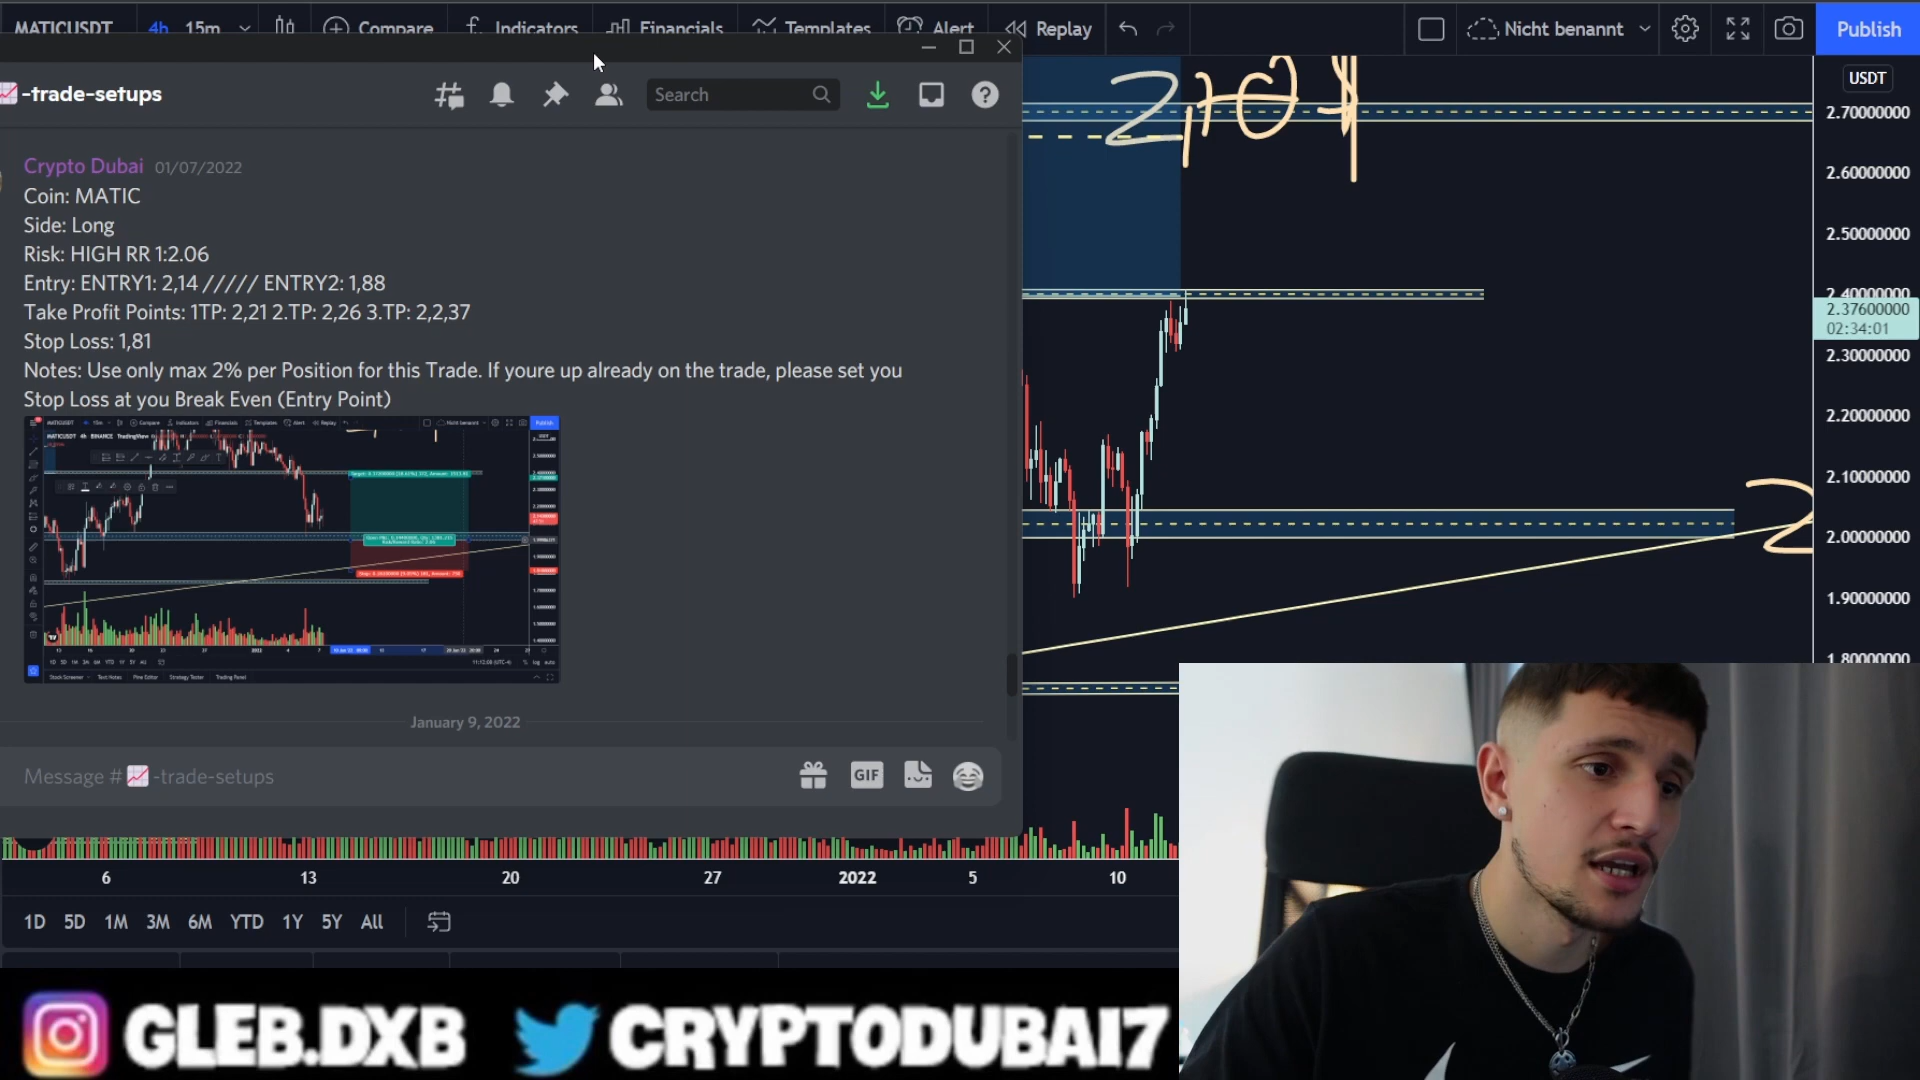 MATICUSDT 4h 15m Compare Indicators Financials Templates Alert Replay Nicht benannt Publish
-trade-setups
Search
USDT
Crypto Dubai 01/07/2022
Coin: MATIC
Side: Long
Risk: HIGH RR 1:2.06
Entry: ENTRY1: 2,14 ///// ENTRY2: 1,88
Take Profit Points: 1TP: 2,21 2.TP: 2,26 3.TP: 2,2,37
Stop Loss: 1,81
Notes: Use only max 2% per Position for this Trade. If youre up already on the trade, please set you
Stop Loss at you Break Even (Entry Point)
January 9, 2022
Message # -trade-setups
GIF
2.70000000
2.60000000
2.50000000
2.40000000
2.37600000
02:34:01
2.30000000
2.20000000
2.10000000
2.00000000
1.90000000
1.80000000
6 13 20 27 2022 5 10
1D 5D 1M 3M 6M YTD 1Y 5Y All
GLEB.DXB CRYPTODUBAI7